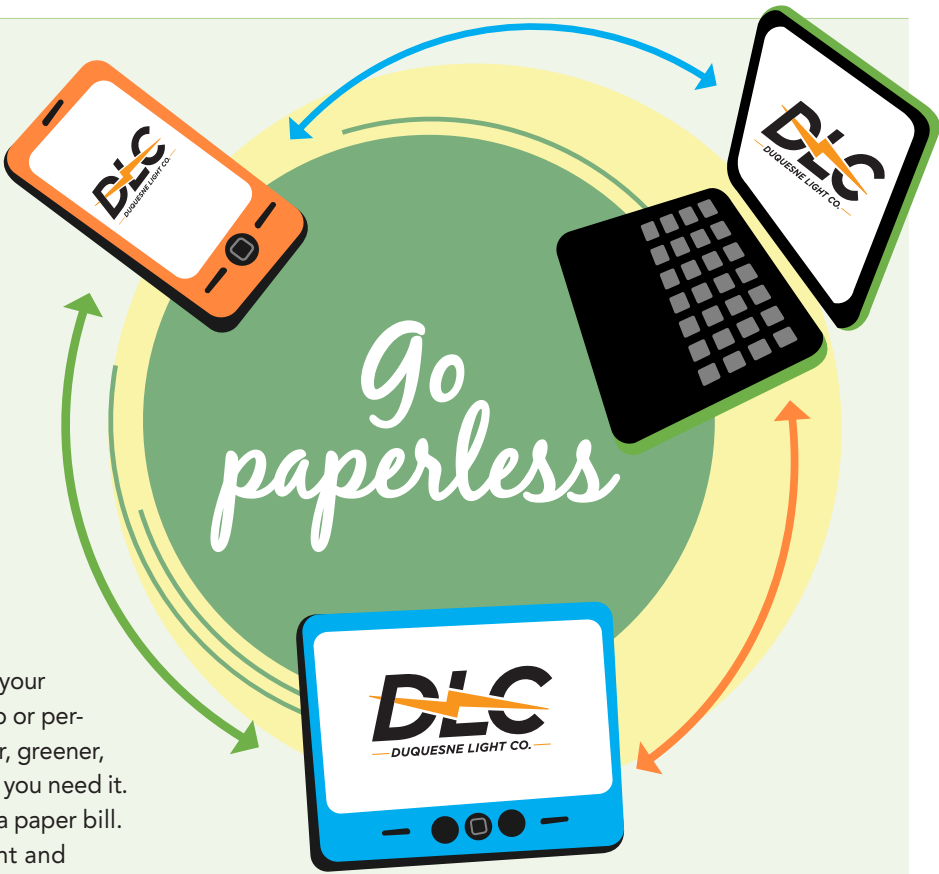 DLC
DUQUESNE LIGHT CO.
DLC
DUQUESNE LIGHT CO.
Go
paperless
DLC
DUQUESNE LIGHT CO.
your
or per-
greener,
you need it.
a paper bill.
and